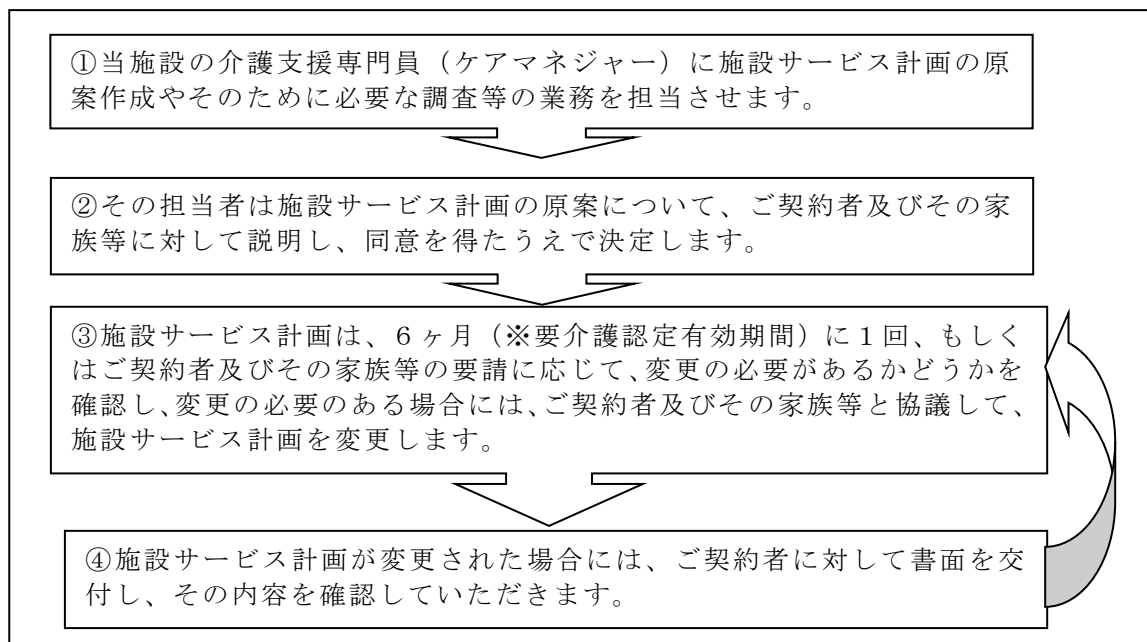 ①当施設の介護支援専門員（ケアマネジャー）に施設サービス計画の原
案作成やそのために必要な調査等の業務を担当させます。
②その担当者は施設サービス計画の原案について、ご契約者及びその家
族等に対して説明し、同意を得たうえで決定します。
③施設サービス計画は、６ヶ月（※要介護認定有効期間）に１回、もしく
はご契約者及びその家族等の要請に応じて、変更の必要があるかどうかを
確認し、変更の必要のある場合には、ご契約者及びその家族等と協議して、
施設サービス計画を変更します。
④施設サービス計画が変更された場合には、ご契約者に対して書面を交
付し、その内容を確認していただきます。